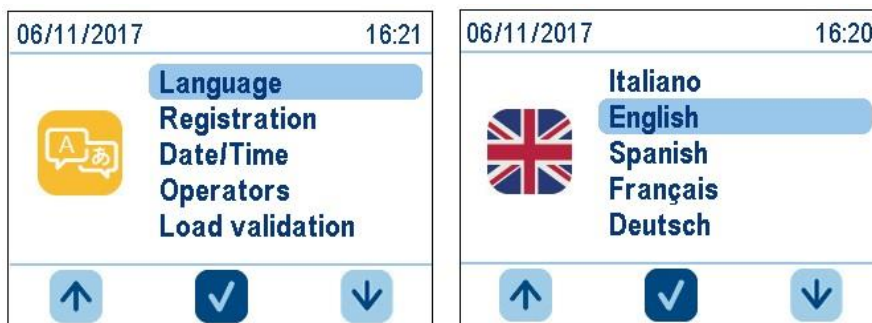 06/11/2017 16:21
Language
Registration
Date/Time
Operators
Load validation
A あ
06/11/2017 16:20
Italiano
English
Spanish
Français
Deutsch